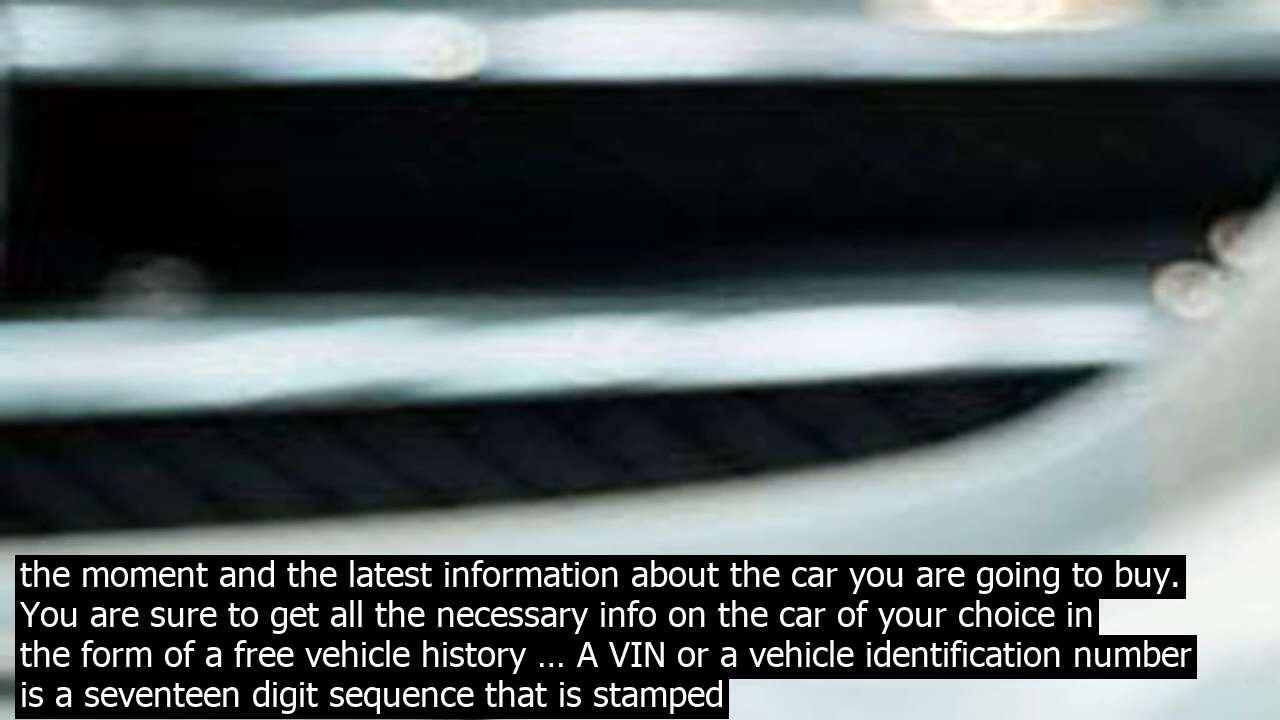 the moment and the latest information about the car you are going to buy.
You are sure to get all the necessary info on the car of your choice in
the form of a free vehicle history ... A VIN or a vehicle identification number
is a seventeen digit sequence that is stamped